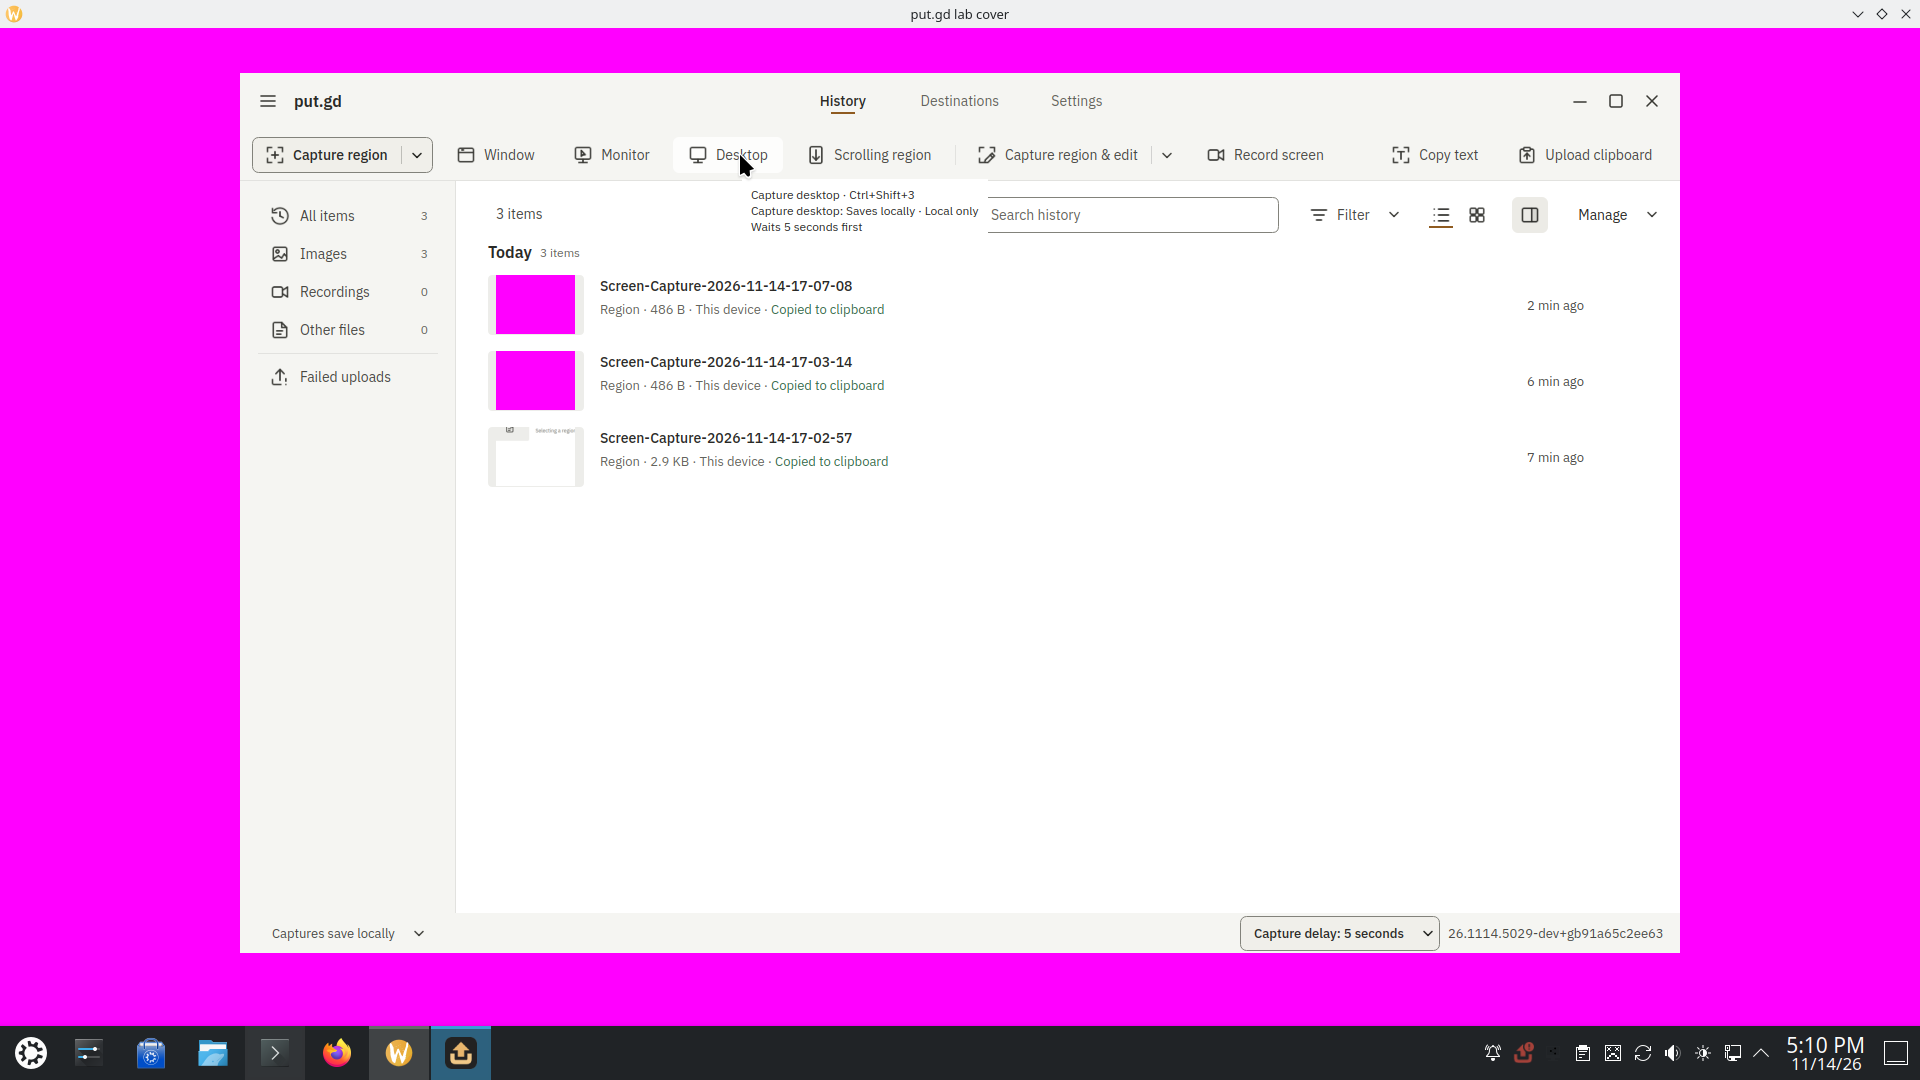 put.gd lab cover
put.gd
History
Destinations
Settings
Capture region
Window
Monitor
Desktop
Scrolling region
Capture region & edit
Record screen
Copy text
Upload clipboard
Capture desktop · Ctrl+Shift+3
Capture desktop: Saves locally · Local only
Waits 5 seconds first
All items 3
Images 3
Recordings 0
Other files 0
Failed uploads
3 items
Search history
Filter
Manage
Today 3 items
Screen-Capture-2026-11-14-17-07-08
Region · 486 B · This device · Copied to clipboard
2 min ago
Screen-Capture-2026-11-14-17-03-14
Region · 486 B · This device · Copied to clipboard
6 min ago
Selecting a region
Screen-Capture-2026-11-14-17-02-57
Region · 2.9 KB · This device · Copied to clipboard
7 min ago
Captures save locally
Capture delay: 5 seconds
26.1114.5029-dev+gb91a65c2ee63
5:10 PM
11/14/26